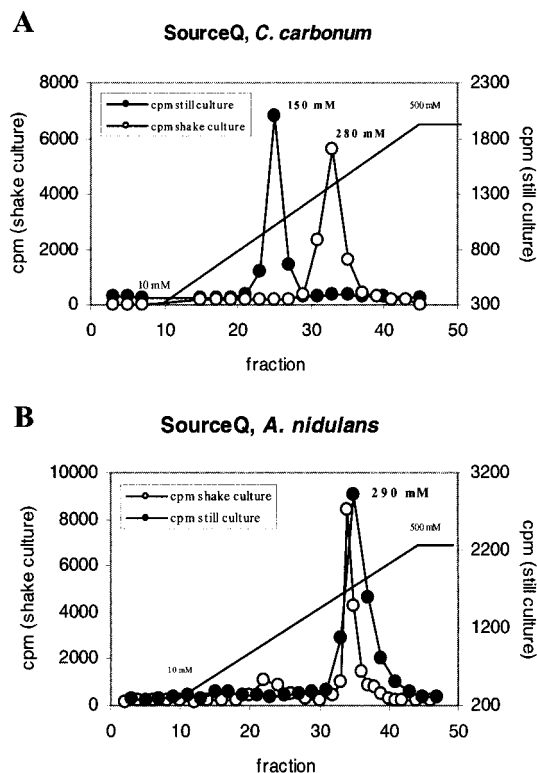 A
SourceQ, C. carbonum
cpm still culture
cpm shake culture
150 mM
280 mM
500 mM
10 mM
cpm (shake culture)
8000
6000
4000
2000
0
cpm (still culture)
2300
1800
1300
800
300
0 10 20 30 40 50
fraction
B
SourceQ, A. nidulans
cpm shake culture
cpm still culture
290 mM
500 mM
10 mM
cpm (shake culture)
10000
8000
6000
4000
2000
0
cpm (still culture)
3200
2200
1200
200
0 10 20 30 40 50
fraction